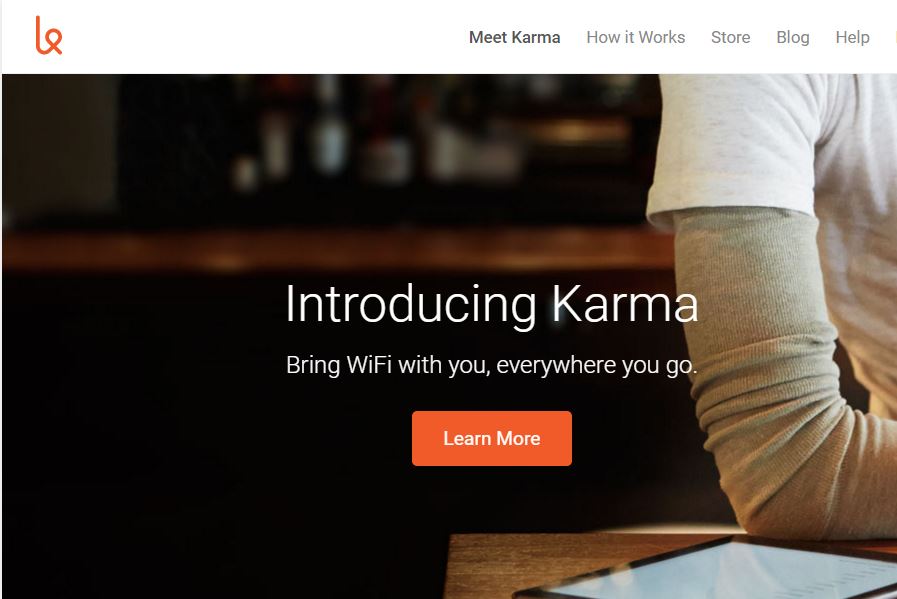 Meet Karma How it Works Store Blog Help
Introducing Karma
Bring WiFi with you, everywhere you go.
Learn More